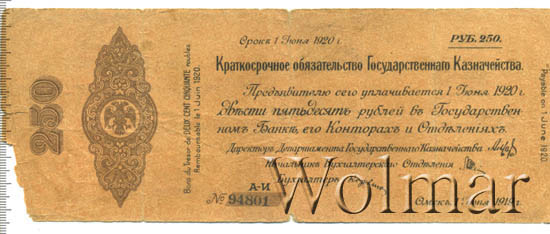 Срокъ 1 Іюня 1920 г.
РУБ. 250.
Краткосрочное обязательство Государственнаго Казначейства.
Предъявителю сего уплачивается 1 Іюня 1920 г.
двѣсти пятьдесятъ рублей въ Государствен-
номъ Банкѣ, его Конторахъ и Отдѣленіяхъ.
Директоръ Департамента Государственнаго Казначейства
Начальникъ Бухгалтерскаго Отдѣленія
Бухгалтеръ
А-И
№ 94801
Омскъ, 1 Іюня 1919 г.
250
Bons du Tresor de DEUX CENT CINQUANTE roubles
Remboursable le 1 Juin 1920.
Payable on 1 June 1920
Wolmar